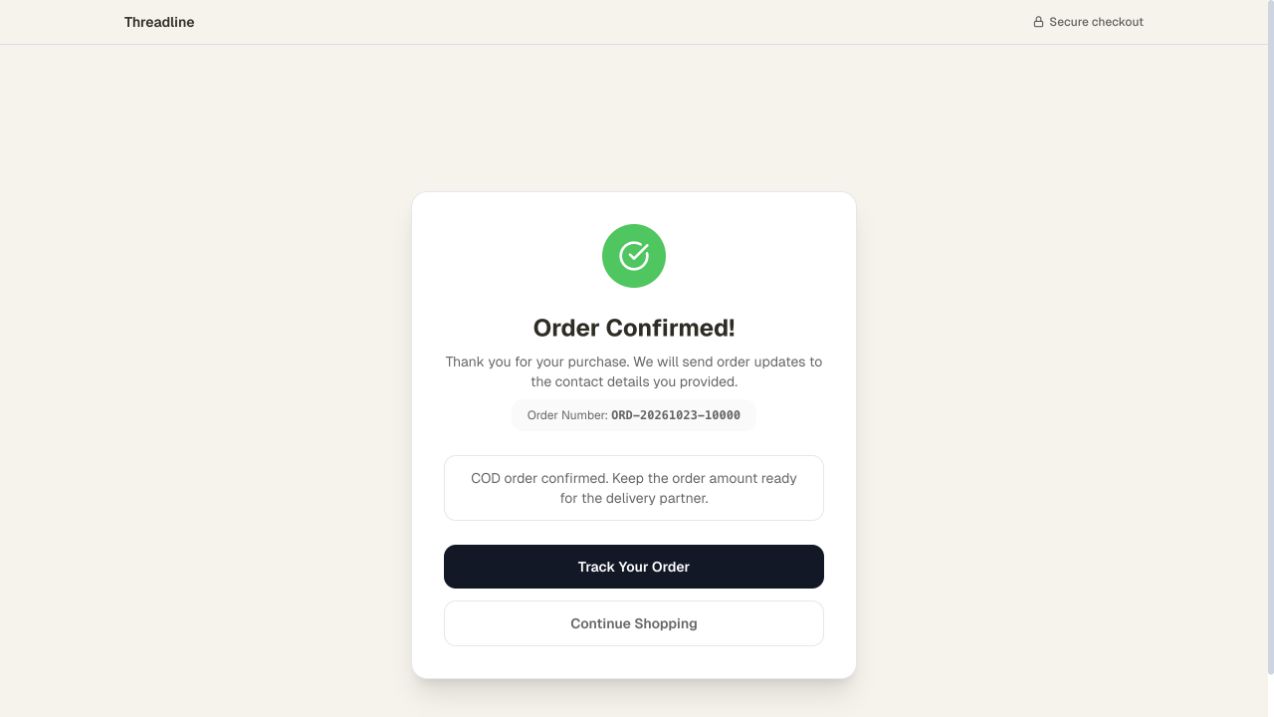 Threadline
Secure checkout
Order Confirmed!
Thank you for your purchase. We will send order updates to
the contact details you provided.
Order Number: ORD-20261023-10000
COD order confirmed. Keep the order amount ready
for the delivery partner.
Track Your Order
Continue Shopping